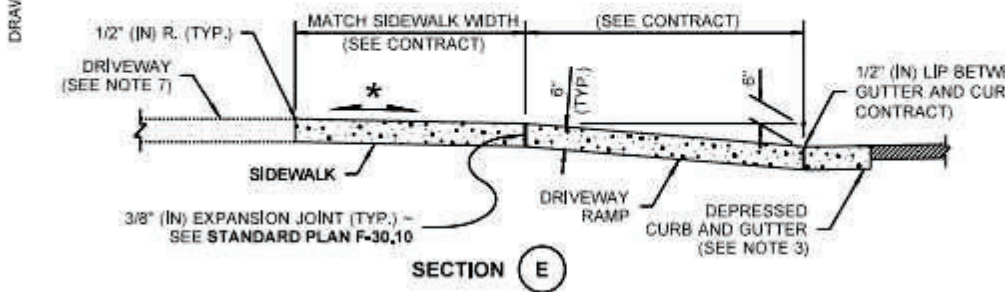 DRAW
MATCH SIDEWALK WIDTH
(SEE CONTRACT)
(SEE CONTRACT)
1/2" (IN) R. (TYP.)
DRIVEWAY
(SEE NOTE 7)
*
6"
(TYP.)
6"
1/2" (IN) LIP BETWE
GUTTER AND CUR
CONTRACT)
SIDEWALK
3/8" (IN) EXPANSION JOINT (TYP.) ~
SEE STANDARD PLAN F-30.10
DRIVEWAY
RAMP
DEPRESSED
CURB AND GUTTER
(SEE NOTE 3)
SECTION E